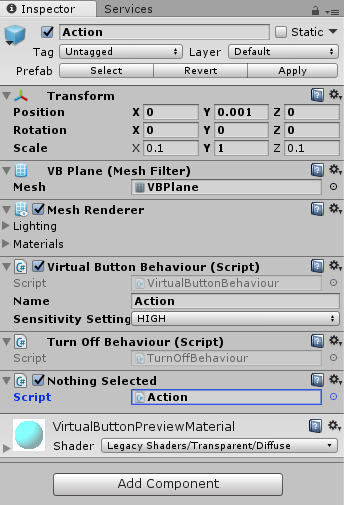 Inspector Services
Action Static
Tag Untagged Layer Default
Prefab Select Revert Apply
Transform
Position X 0 Y 0.001 Z 0
Rotation X 0 Y 0 Z 0
Scale X 0.1 Y 1 Z 0.1
VB Plane (Mesh Filter)
Mesh VBPlane
Mesh Renderer
Lighting
Materials
Virtual Button Behaviour (Script)
Script VirtualButtonBehaviour
Name Action
Sensitivity Setting HIGH
Turn Off Behaviour (Script)
Script TurnOffBehaviour
Nothing Selected
Script Action
VirtualButtonPreviewMaterial
Shader Legacy Shaders/Transparent/Diffuse
Add Component